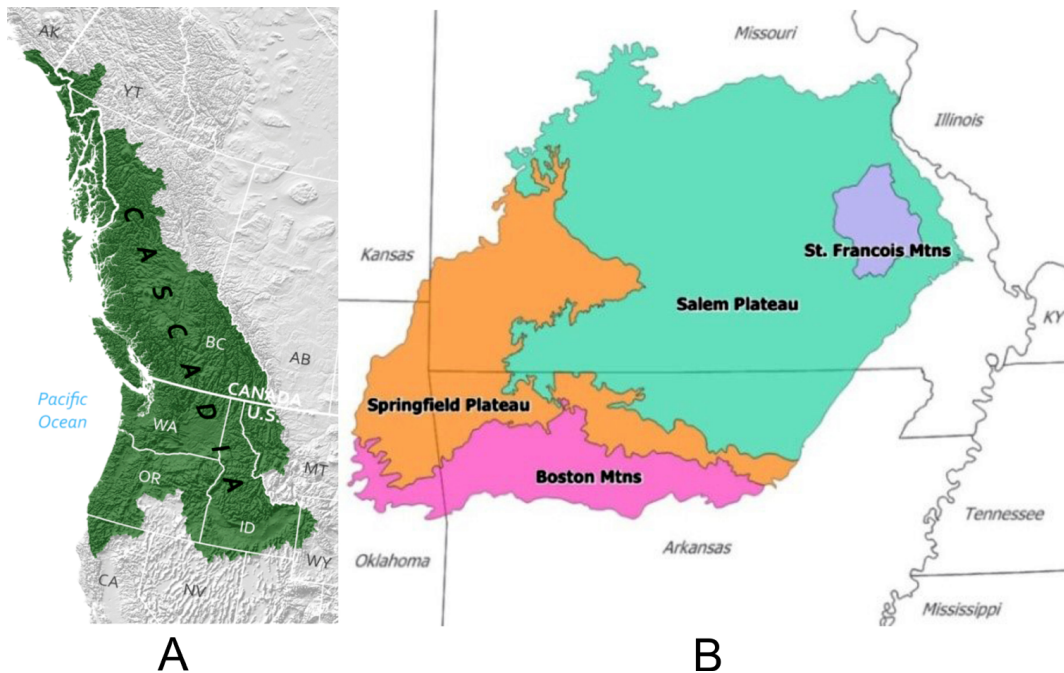 AK
YT
CASCADIA
BC
AB
CANADA
U.S.
Pacific
Ocean
WA
MT
OR
ID
WY
CA
NV
A
Missouri
Illinois
Kansas
St. Francois Mtns
Salem Plateau
KY
Springfield Plateau
Boston Mtns
Tennessee
Oklahoma
Arkansas
Mississippi
B